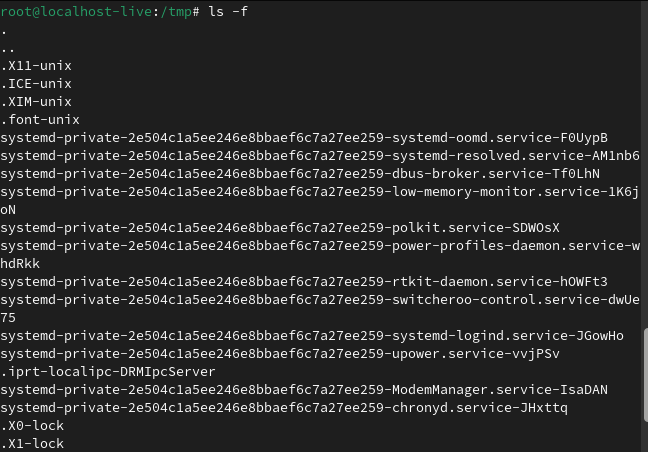 root@localhost-live:/tmp# ls -f
.
..
.X11-unix
.ICE-unix
.XIM-unix
.font-unix
systemd-private-2e504c1a5ee246e8bbaef6c7a27ee259-systemd-oomd.service-F0UypB
systemd-private-2e504c1a5ee246e8bbaef6c7a27ee259-systemd-resolved.service-AM1nb6
systemd-private-2e504c1a5ee246e8bbaef6c7a27ee259-dbus-broker.service-Tf0LhN
systemd-private-2e504c1a5ee246e8bbaef6c7a27ee259-low-memory-monitor.service-1K6j
oN
systemd-private-2e504c1a5ee246e8bbaef6c7a27ee259-polkit.service-SDWOsX
systemd-private-2e504c1a5ee246e8bbaef6c7a27ee259-power-profiles-daemon.service-w
hdRkk
systemd-private-2e504c1a5ee246e8bbaef6c7a27ee259-rtkit-daemon.service-hOWFt3
systemd-private-2e504c1a5ee246e8bbaef6c7a27ee259-switcheroo-control.service-dwUe
75
systemd-private-2e504c1a5ee246e8bbaef6c7a27ee259-systemd-logind.service-JGowHo
systemd-private-2e504c1a5ee246e8bbaef6c7a27ee259-upower.service-vvjPSv
.iprt-localipc-DRMIpcServer
systemd-private-2e504c1a5ee246e8bbaef6c7a27ee259-ModemManager.service-IsaDAN
systemd-private-2e504c1a5ee246e8bbaef6c7a27ee259-chronyd.service-JHxttq
.X0-lock
.X1-lock